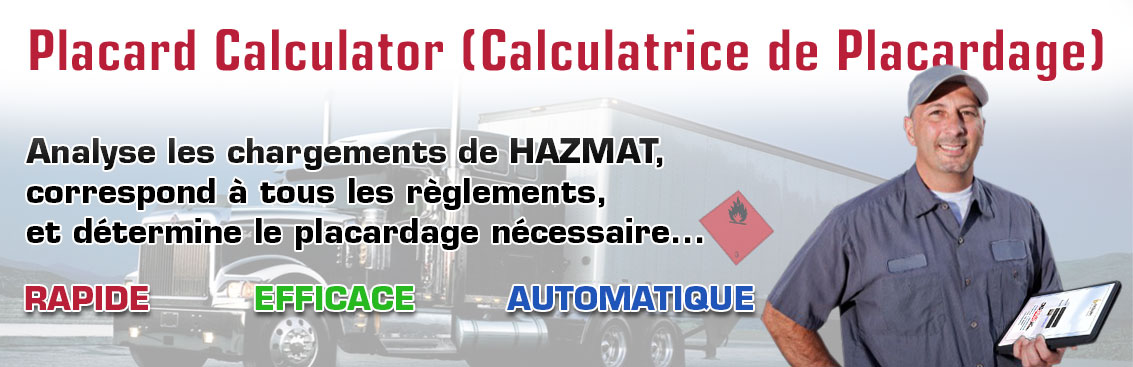 Placard Calculator (Calculatrice de Placardage)
Analyse les chargements de HAZMAT,
correspond à tous les règlements,
et détermine le placardage nécessaire...
3
RAPIDE EFFICACE AUTOMATIQUE